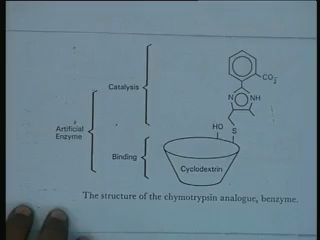 Catalysis
CO₂⁻
N
NH
Artificial
Enzyme
HO
S
Binding
Cyclodextrin
The structure of the chymotrypsin analogue, benzyme.